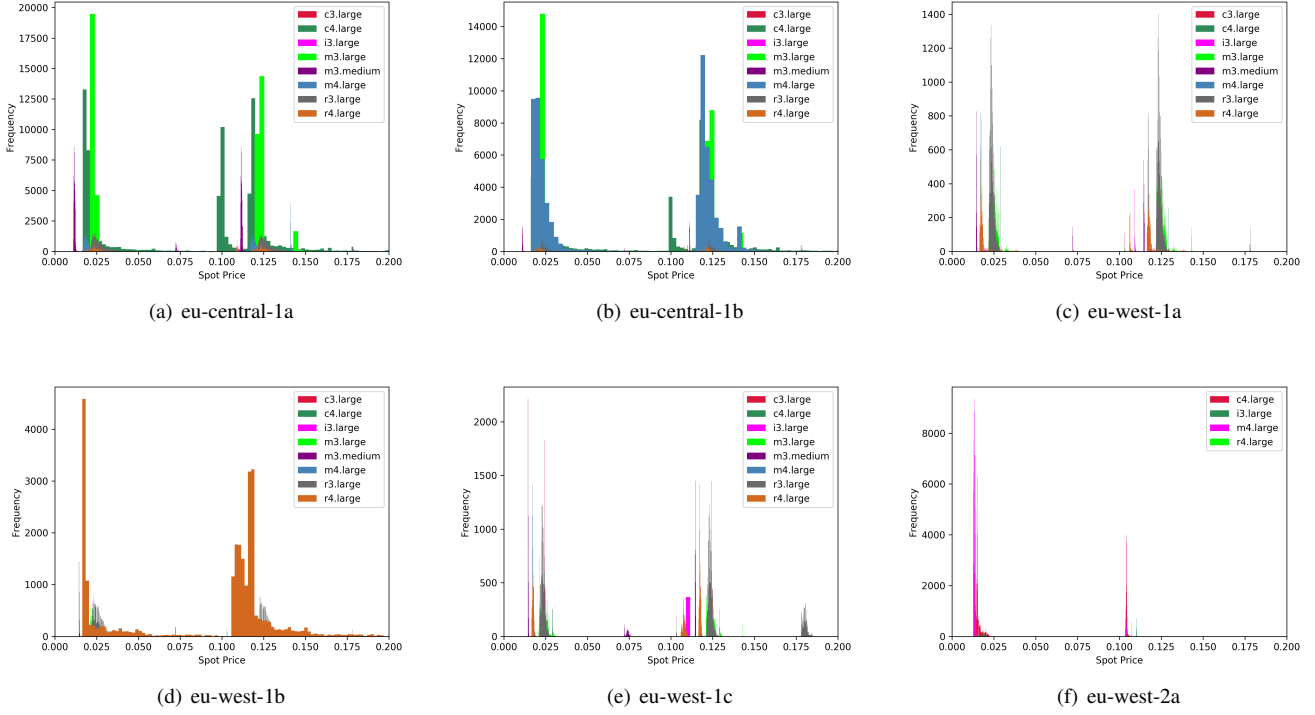 20000
17500
15000
12500
10000
7500
5000
2500
0
Frequency
0.000 0.025 0.050 0.075 0.100 0.125 0.150 0.175 0.200
Spot Price
c3.large
c4.large
i3.large
m3.large
m3.medium
m4.large
r3.large
r4.large
(a) eu-central-1a
14000
12000
10000
8000
6000
4000
2000
0
Frequency
0.000 0.025 0.050 0.075 0.100 0.125 0.150 0.175 0.200
Spot Price
c3.large
c4.large
i3.large
m3.large
m3.medium
m4.large
r3.large
r4.large
(b) eu-central-1b
1400
1200
1000
800
600
400
200
0
Frequency
0.000 0.025 0.050 0.075 0.100 0.125 0.150 0.175 0.200
Spot Price
c3.large
c4.large
i3.large
m3.large
m3.medium
m4.large
r3.large
r4.large
(c) eu-west-1a
4000
3000
2000
1000
0
Frequency
0.000 0.025 0.050 0.075 0.100 0.125 0.150 0.175 0.200
Spot Price
c3.large
c4.large
i3.large
m3.large
m3.medium
m4.large
r3.large
r4.large
(d) eu-west-1b
2000
1500
1000
500
0
Frequency
0.000 0.025 0.050 0.075 0.100 0.125 0.150 0.175 0.200
Spot Price
c3.large
c4.large
i3.large
m3.large
m3.medium
m4.large
r3.large
r4.large
(e) eu-west-1c
8000
6000
4000
2000
0
Frequency
0.000 0.025 0.050 0.075 0.100 0.125 0.150 0.175 0.200
Spot Price
c4.large
i3.large
m4.large
r4.large
(f) eu-west-2a